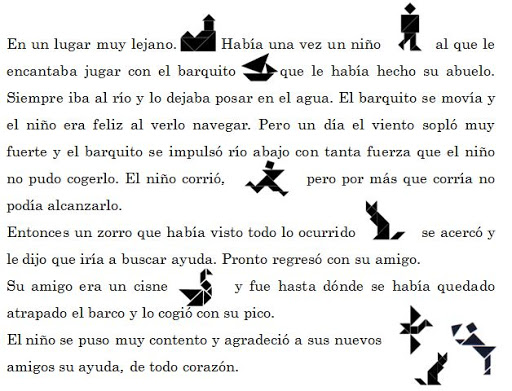 En un lugar muy lejano. Había una vez un niño al que le
encantaba jugar con el barquito que le había hecho su abuelo.
Siempre iba al río y lo dejaba posar en el agua. El barquito se movía y
el niño era feliz al verlo navegar. Pero un día el viento sopló muy
fuerte y el barquito se impulsó río abajo con tanta fuerza que el niño
no pudo cogerlo. El niño corrió, pero por más que corría no
podía alcanzarlo.
Entonces un zorro que había visto todo lo ocurrido se acercó y
le dijo que iría a buscar ayuda. Pronto regresó con su amigo.
Su amigo era un cisne y fue hasta dónde se había quedado
atrapado el barco y lo cogió con su pico.
El niño se puso muy contento y agradeció a sus nuevos
amigos su ayuda, de todo corazón.